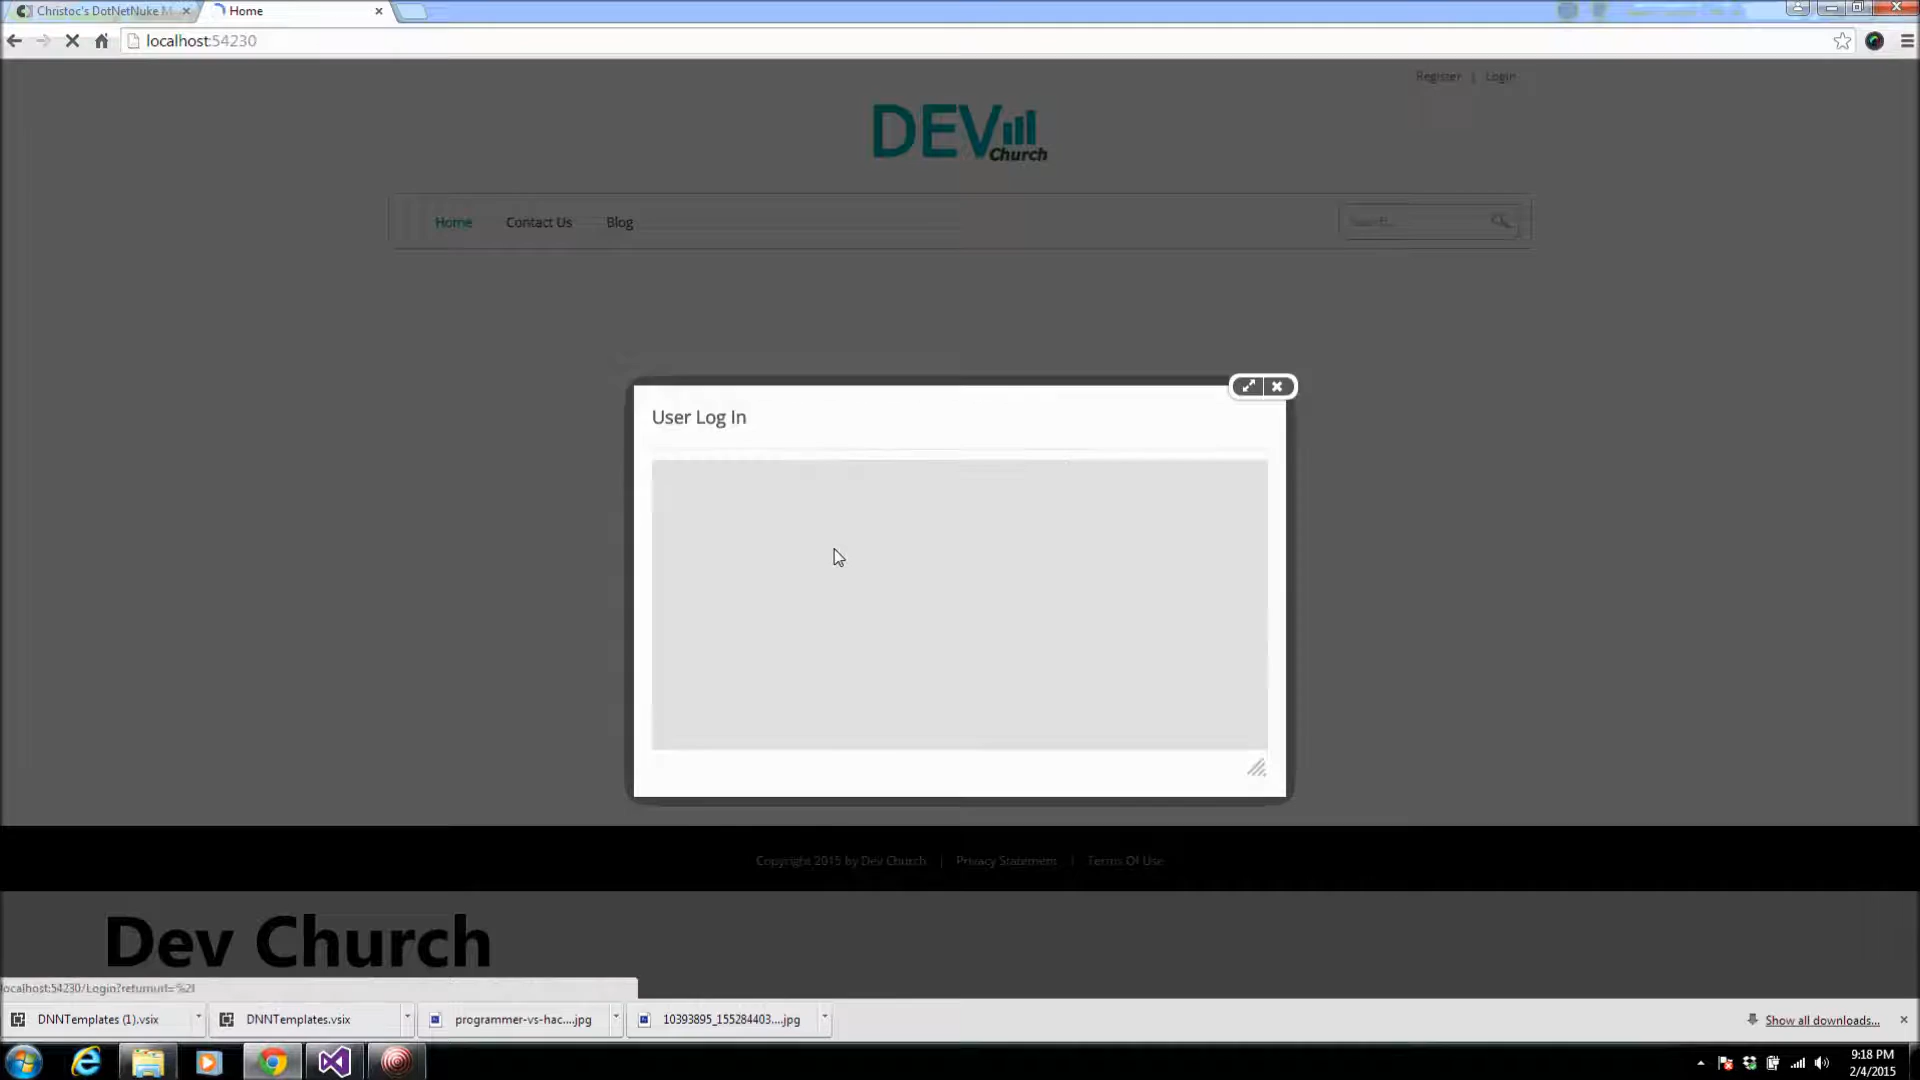 Christoc's DotNetNuke M
Home
localhost:54230
Register | Login
DEV
Church
Home
Contact Us
Blog
Search...
User Log In
Copyright 2015 by Dev Church | Privacy Statement | Terms Of Use
Dev Church
localhost:54230/Login?returnurl=%2f
DNNTemplates (1).vsix
DNNTemplates.vsix
programmer-vs-hac....jpg
10393895_155284403....jpg
Show all downloads...
9:18 PM
2/4/2015